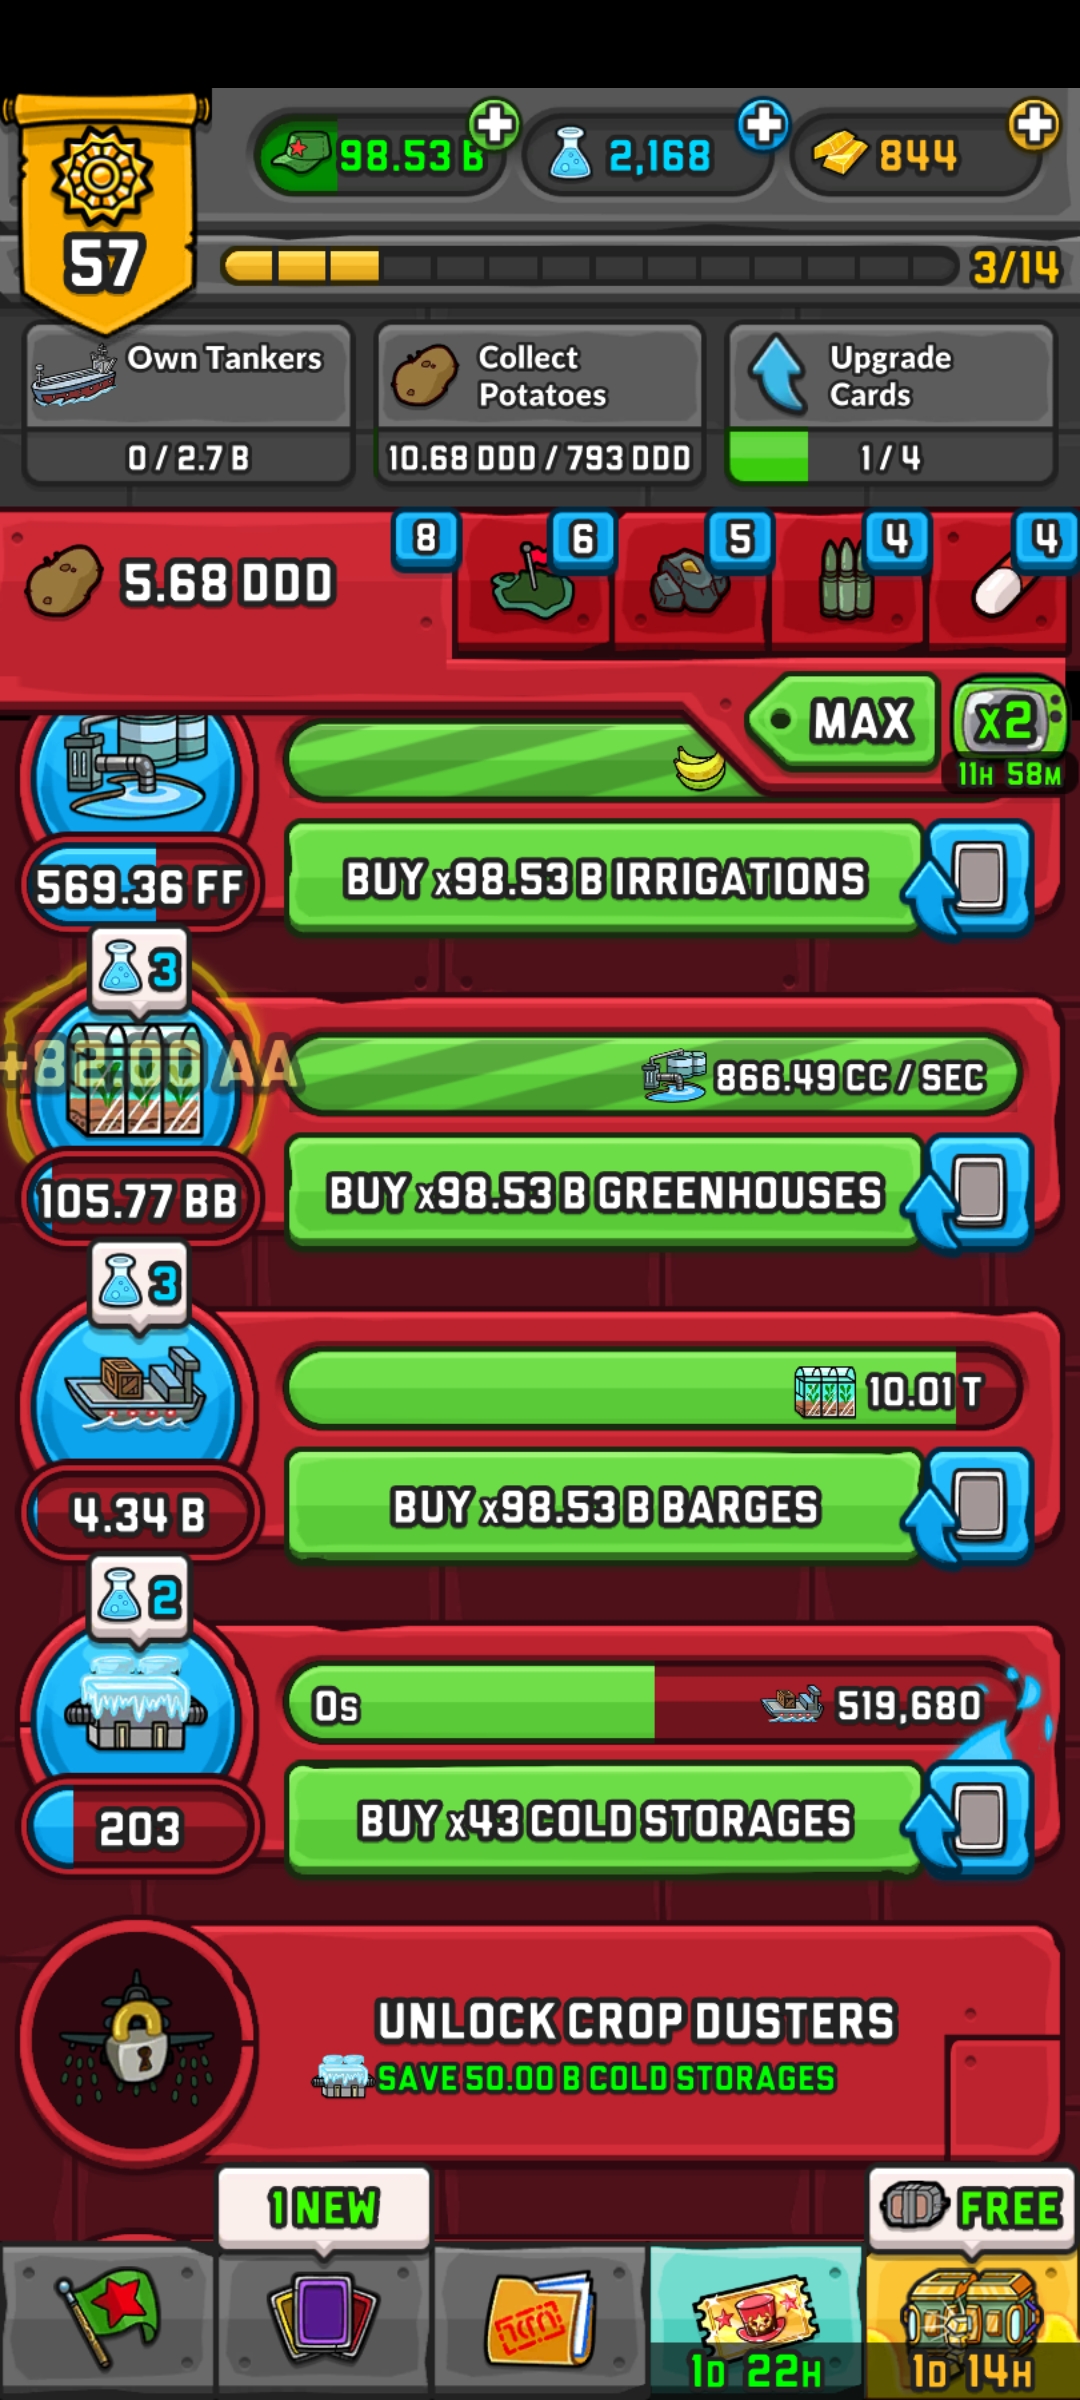 98.53 B
2,168
844
57
3/14
Own Tankers
0 / 2.7 B
Collect
Potatoes
10.68 DDD / 793 DDD
Upgrade
Cards
1 / 4
5.68 DDD
8
6
5
4
4
MAX
x2
11H 58M
569.36 FF
BUY x98.53 B IRRIGATIONS
3
+82.00 AA
866.49 CC / SEC
105.77 BB
BUY x98.53 B GREENHOUSES
3
10.01 T
4.34 B
BUY x98.53 B BARGES
2
0s
519,680
203
BUY x43 COLD STORAGES
UNLOCK CROP DUSTERS
SAVE 50.00 B COLD STORAGES
1 NEW
FREE
1D 22H
1D 14H